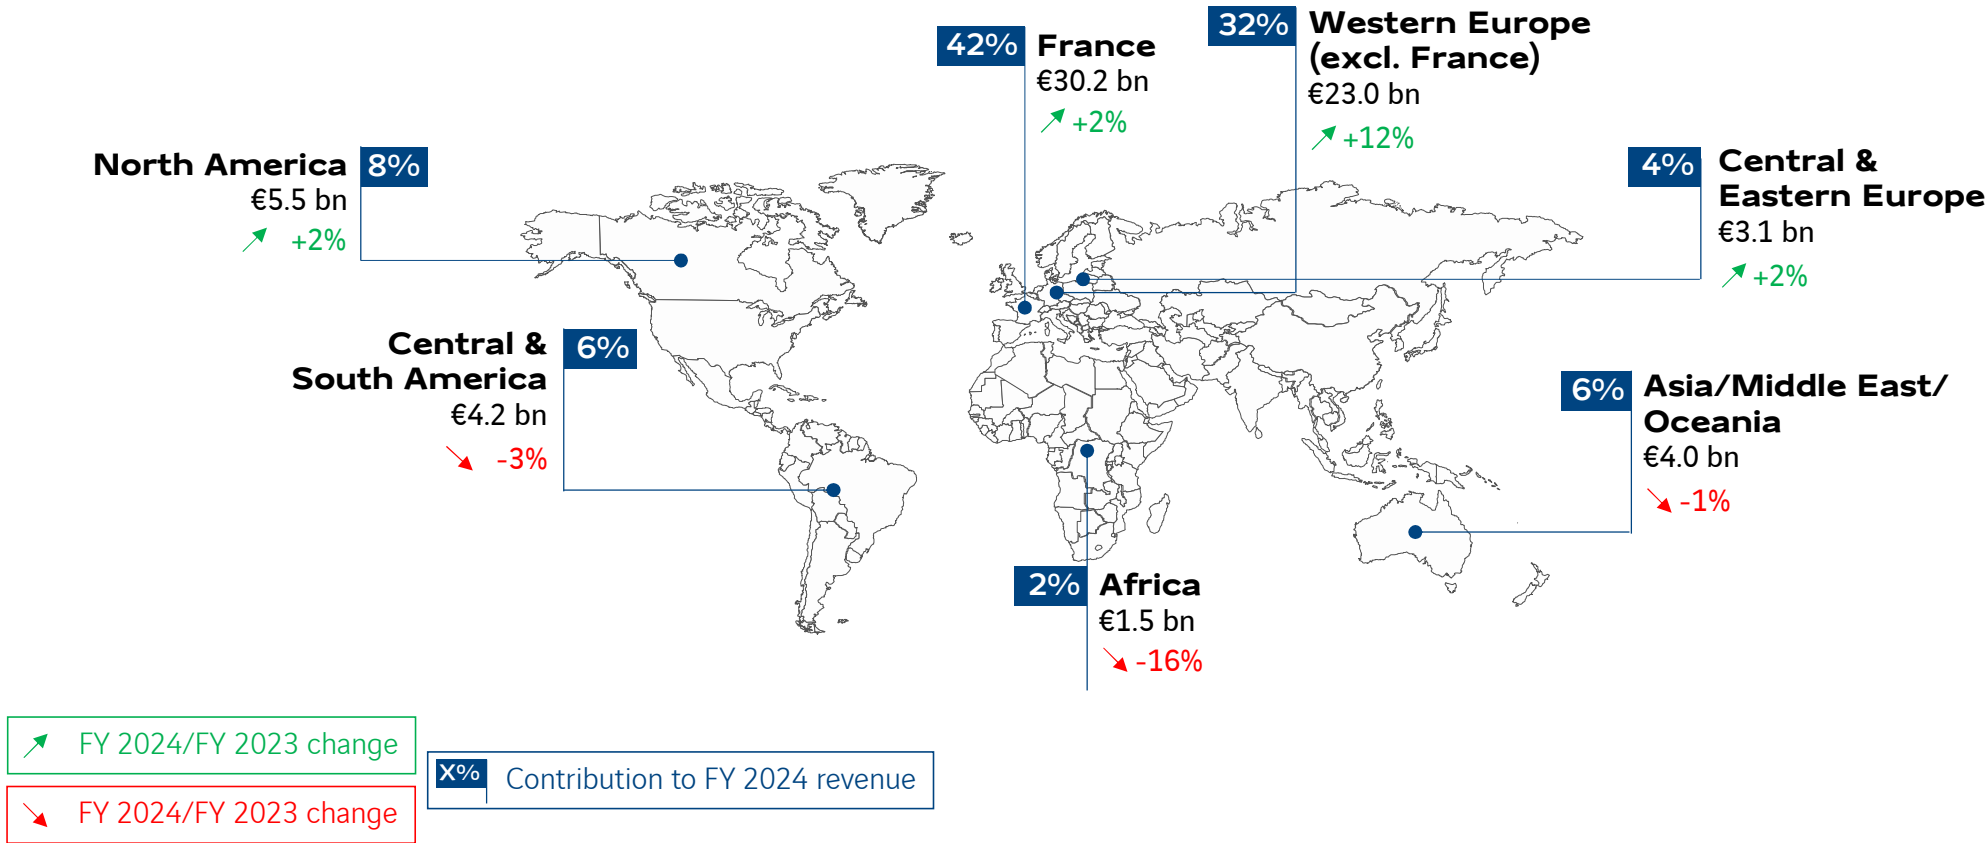 42%
France
€30.2 bn
+2%
32%
Western Europe
(excl. France)
€23.0 bn
+12%
North America
8%
€5.5 bn
+2%
4%
Central &
Eastern Europe
€3.1 bn
+2%
Central &
South America
6%
€4.2 bn
-3%
6%
Asia/Middle East/
Oceania
€4.0 bn
-1%
2%
Africa
€1.5 bn
-16%
FY 2024/FY 2023 change
FY 2024/FY 2023 change
X%
Contribution to FY 2024 revenue